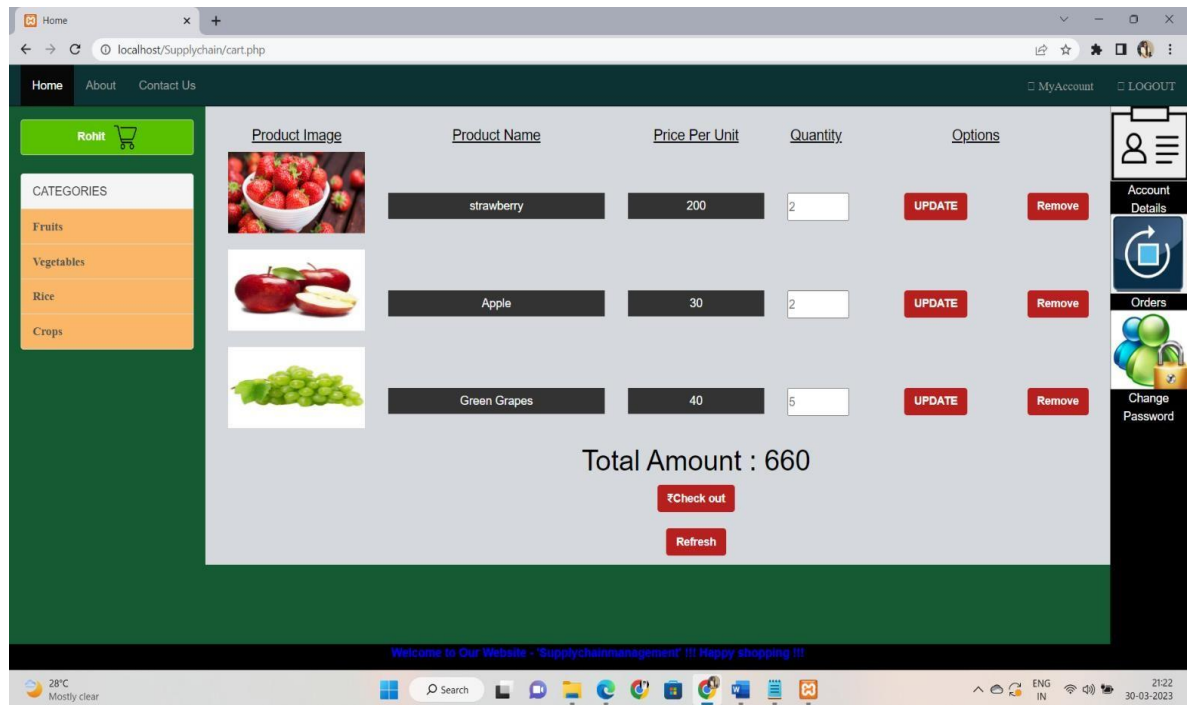 Home
localhost/Supplychain/cart.php
Home About Contact Us MyAccount LOGOUT
Rohit
CATEGORIES
Fruits
Vegetables
Rice
Crops
Product Image Product Name Price Per Unit Quantity Options
strawberry 200 2 UPDATE Remove
Apple 30 2 UPDATE Remove
Green Grapes 40 5 UPDATE Remove
Total Amount : 660
₹Check out
Refresh
Account
Details
Orders
Change
Password
Welcome to Our Website - 'Supplychainmanagement' !!! Happy shopping !!!
28°C
Mostly clear
Search
ENG
IN
21:22
30-03-2023